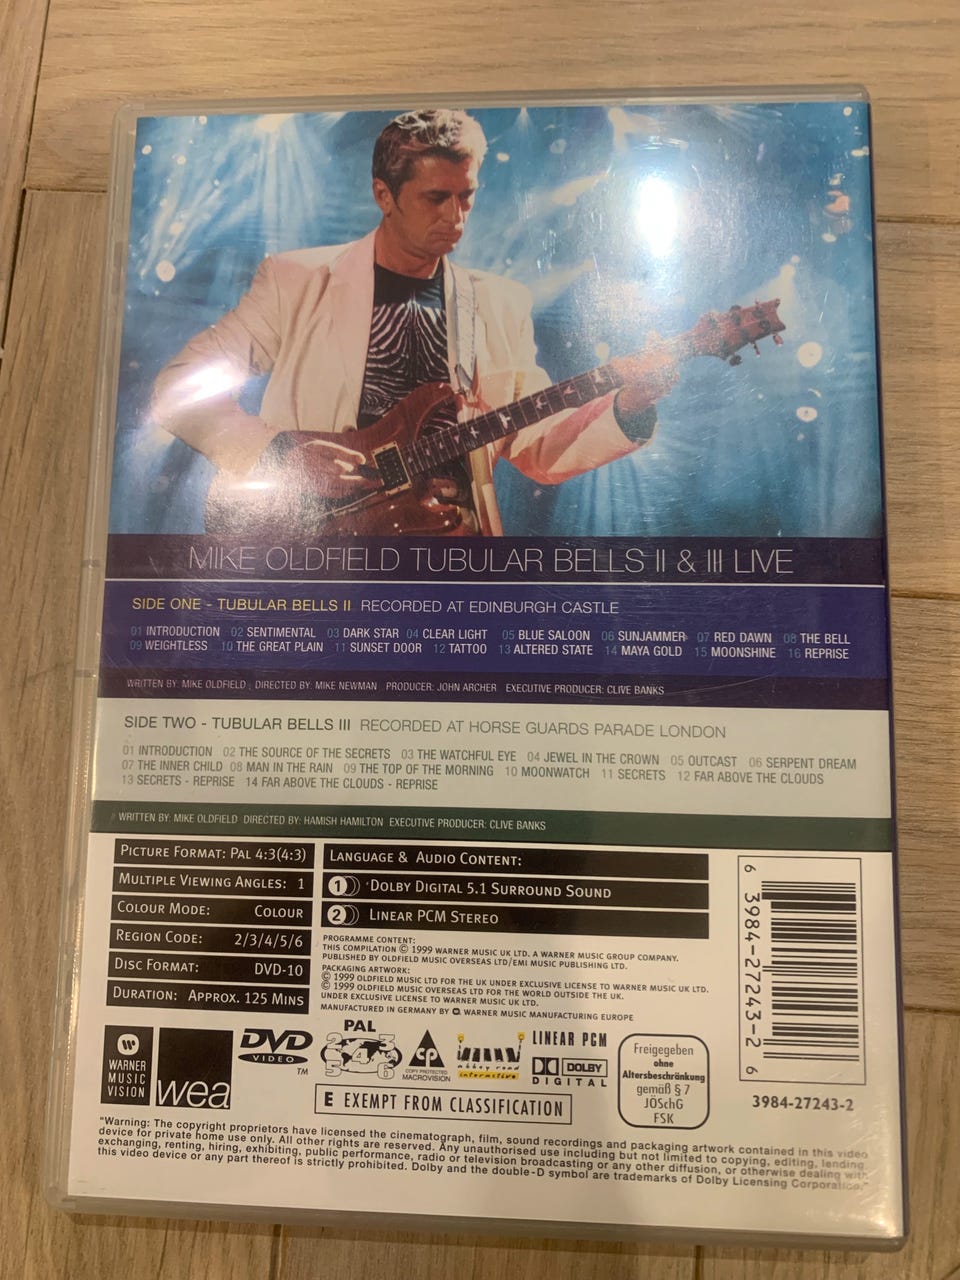 MIKE OLDFIELD TUBULAR BELLS II & III LIVE
SIDE ONE - TUBULAR BELLS II RECORDED AT EDINBURGH CASTLE
01 INTRODUCTION 02 SENTIMENTAL 03 DARK STAR 04 CLEAR LIGHT 05 BLUE SALOON 06 SUNJAMMER 07 RED DAWN 08 THE BELL
09 WEIGHTLESS 10 THE GREAT PLAIN 11 SUNSET DOOR 12 TATTOO 13 ALTERED STATE 14 MAYA GOLD 15 MOONSHINE 16 REPRISE
WRITTEN BY: MIKE OLDFIELD DIRECTED BY: MIKE NEWMAN PRODUCER: JOHN ARCHER EXECUTIVE PRODUCER: CLIVE BANKS
SIDE TWO - TUBULAR BELLS III RECORDED AT HORSE GUARDS PARADE LONDON
01 INTRODUCTION 02 THE SOURCE OF THE SECRETS 03 THE WATCHFUL EYE 04 JEWEL IN THE CROWN 05 OUTCAST 06 SERPENT DREAM
07 THE INNER CHILD 08 MAN IN THE RAIN 09 THE TOP OF THE MORNING 10 MOONWATCH 11 SECRETS 12 FAR ABOVE THE CLOUDS
13 SECRETS - REPRISE 14 FAR ABOVE THE CLOUDS - REPRISE
WRITTEN BY: MIKE OLDFIELD DIRECTED BY: HAMISH HAMILTON EXECUTIVE PRODUCER: CLIVE BANKS
PICTURE FORMAT: PAL 4:3(4:3)
MULTIPLE VIEWING ANGLES: 1
COLOUR MODE: COLOUR
REGION CODE: 2/3/4/5/6
DISC FORMAT: DVD-10
DURATION: APPROX. 125 MINS
LANGUAGE & AUDIO CONTENT:
1 DOLBY DIGITAL 5.1 SURROUND SOUND
2 LINEAR PCM STEREO
PROGRAMME CONTENT:
THIS COMPILATION © 1999 WARNER MUSIC UK LTD. A WARNER MUSIC GROUP COMPANY.
PUBLISHED BY OLDFIELD MUSIC OVERSEAS LTD/EMI MUSIC PUBLISHING LTD.
PACKAGING ARTWORK:
© 1999 OLDFIELD MUSIC LTD FOR THE UK UNDER EXCLUSIVE LICENSE TO WARNER MUSIC UK LTD.
© 1999 OLDFIELD MUSIC OVERSEAS LTD FOR THE WORLD OUTSIDE THE UK.
UNDER EXCLUSIVE LICENSE TO WARNER MUSIC UK LTD.
MANUFACTURED IN GERMANY BY WARNER MUSIC MANUFACTURING EUROPE
6 3984-27243-2 6
3984-27243-2
WARNER
MUSIC
VISION
wea
DVD
VIDEO
TM
PAL
2 3
4
5 6
CP
COPY PROTECTED
MACROVISION
abbey road
interactive
LINEAR PCM
DOLBY
DIGITAL
E EXEMPT FROM CLASSIFICATION
Freigegeben
ohne
Altersbeschränkung
gemäß § 7
JÖSchG
FSK
"Warning: The copyright proprietors have licensed the cinematograph, film, sound recordings and packaging artwork contained in this video
device for private home use only. All other rights are reserved. Any unauthorised use including but not limited to copying, editing, lending
exchanging, renting, hiring, exhibiting, public performance, radio or television broadcasting or any other diffusion, or otherwise dealing with
this video device or any part thereof is strictly prohibited. Dolby and the double-D symbol are trademarks of Dolby Licensing Corporation."